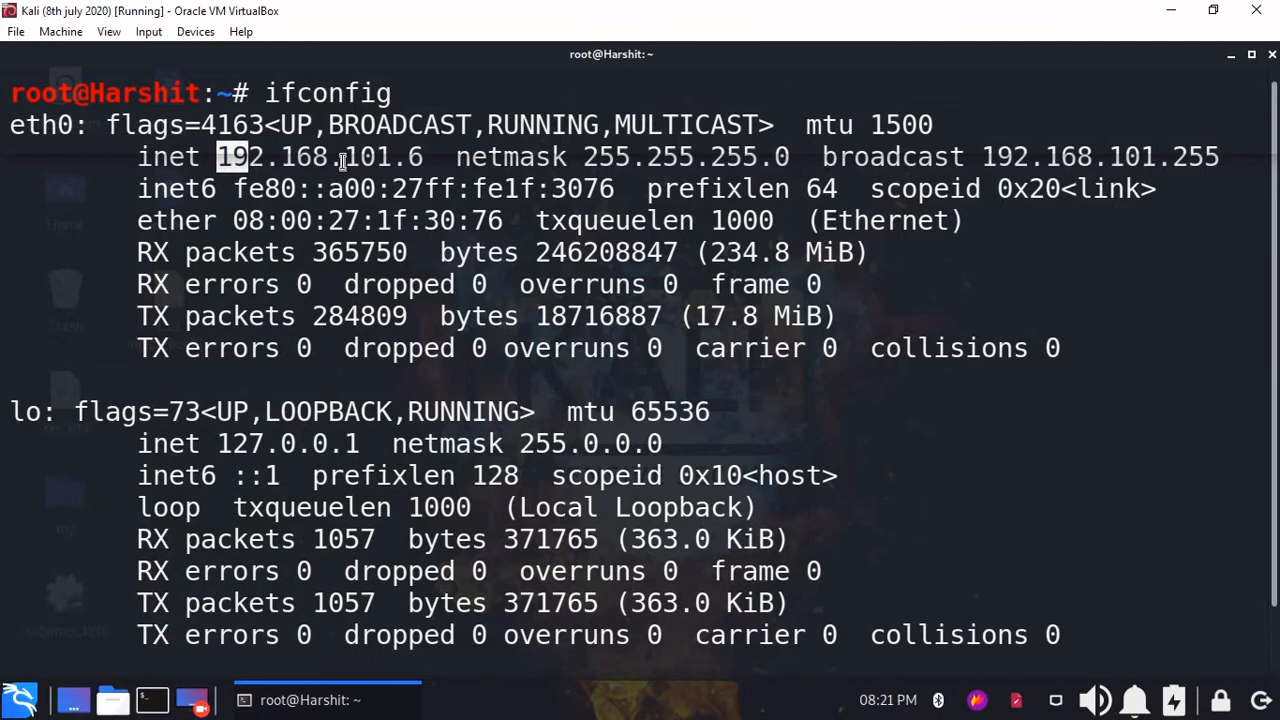 Kali (8th july 2020) [Running] - Oracle VM VirtualBox
File Machine View Input Devices Help
root@Harshit: ~
root@Harshit:~# ifconfig
eth0: flags=4163<UP,BROADCAST,RUNNING,MULTICAST>  mtu 1500
        inet 192.168.101.6  netmask 255.255.255.0  broadcast 192.168.101.255
        inet6 fe80::a00:27ff:fe1f:3076  prefixlen 64  scopeid 0x20<link>
        ether 08:00:27:1f:30:76  txqueuelen 1000  (Ethernet)
        RX packets 365750  bytes 246208847 (234.8 MiB)
        RX errors 0  dropped 0  overruns 0  frame 0
        TX packets 284809  bytes 18716887 (17.8 MiB)
        TX errors 0  dropped 0 overruns 0  carrier 0  collisions 0
lo: flags=73<UP,LOOPBACK,RUNNING>  mtu 65536
        inet 127.0.0.1  netmask 255.0.0.0
        inet6 ::1  prefixlen 128  scopeid 0x10<host>
        loop  txqueuelen 1000  (Local Loopback)
        RX packets 1057  bytes 371765 (363.0 KiB)
        RX errors 0  dropped 0  overruns 0  frame 0
        TX packets 1057  bytes 371765 (363.0 KiB)
        TX errors 0  dropped 0 overruns 0  carrier 0  collisions 0
root@Harshit: ~
08:21 PM